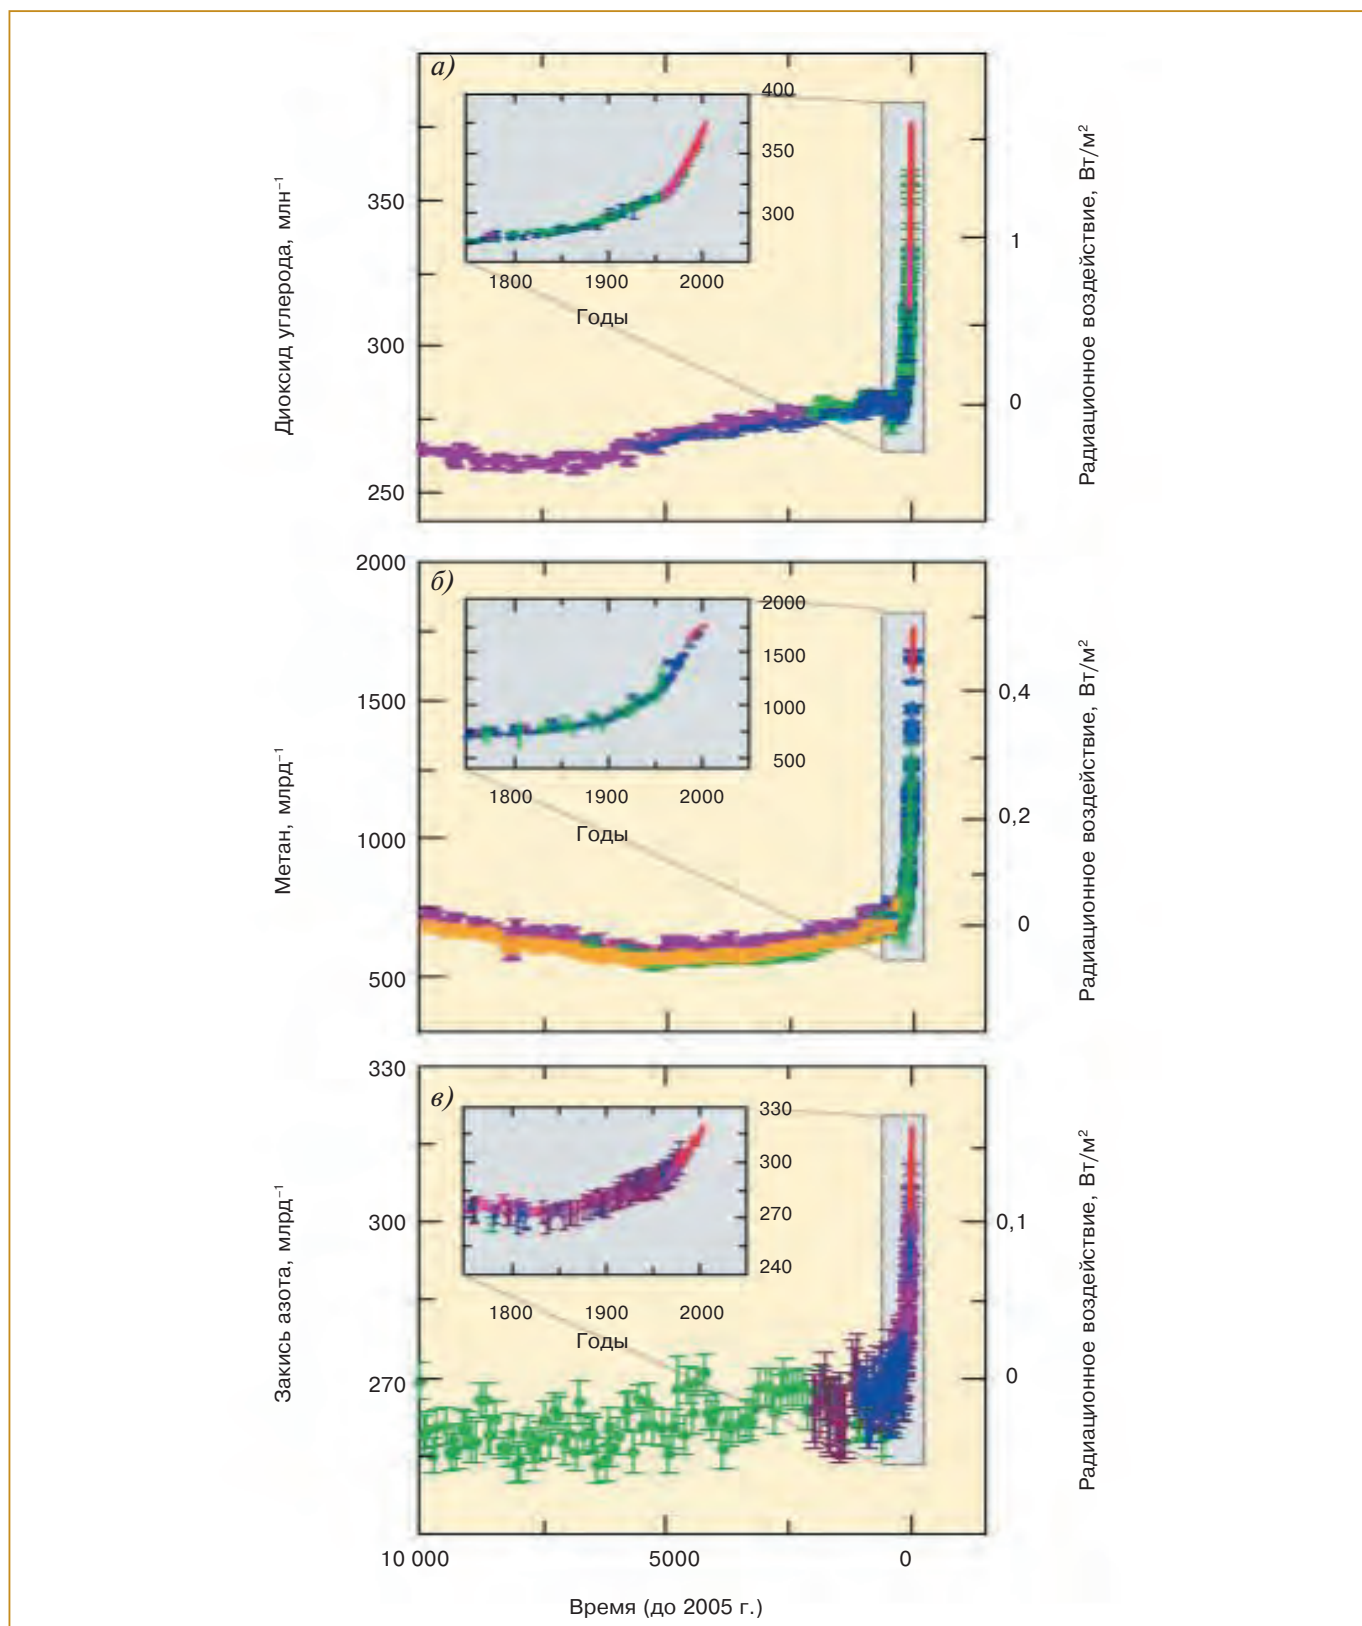 а)
400
350
300
1800 1900 2000
Годы
Диоксид углерода, млн⁻¹
350
300
250
1
0
Радиационное воздействие, Вт/м²
б)
2000
1500
1000
500
1800 1900 2000
Годы
Метан, млрд⁻¹
2000
1500
1000
500
0,4
0,2
0
Радиационное воздействие, Вт/м²
в)
330
300
270
240
1800 1900 2000
Годы
Закись азота, млрд⁻¹
330
300
270
0,1
0
Радиационное воздействие, Вт/м²
10 000 5000 0
Время (до 2005 г.)